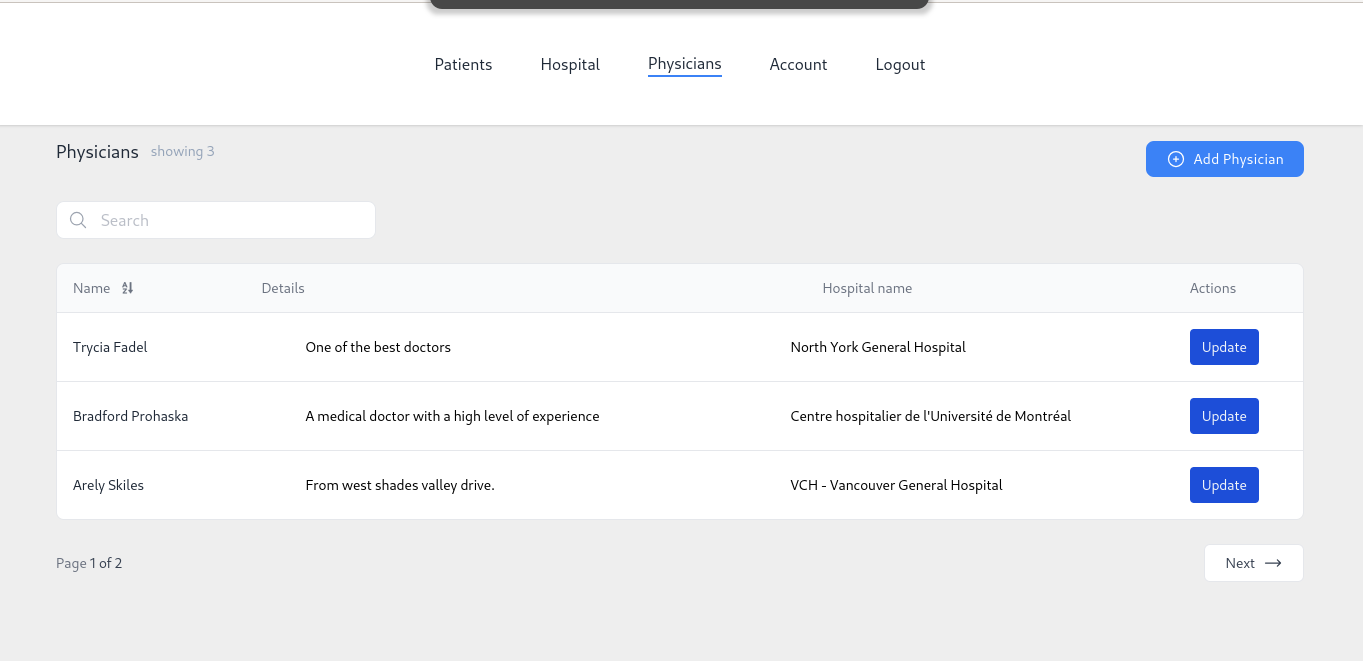 Patients Hospital Physicians Account Logout
Physicians showing 3
Add Physician
Search
Name Details Hospital name Actions
Trycia Fadel One of the best doctors North York General Hospital Update
Bradford Prohaska A medical doctor with a high level of experience Centre hospitalier de l'Université de Montréal Update
Arely Skiles From west shades valley drive. VCH - Vancouver General Hospital Update
Page 1 of 2 Next